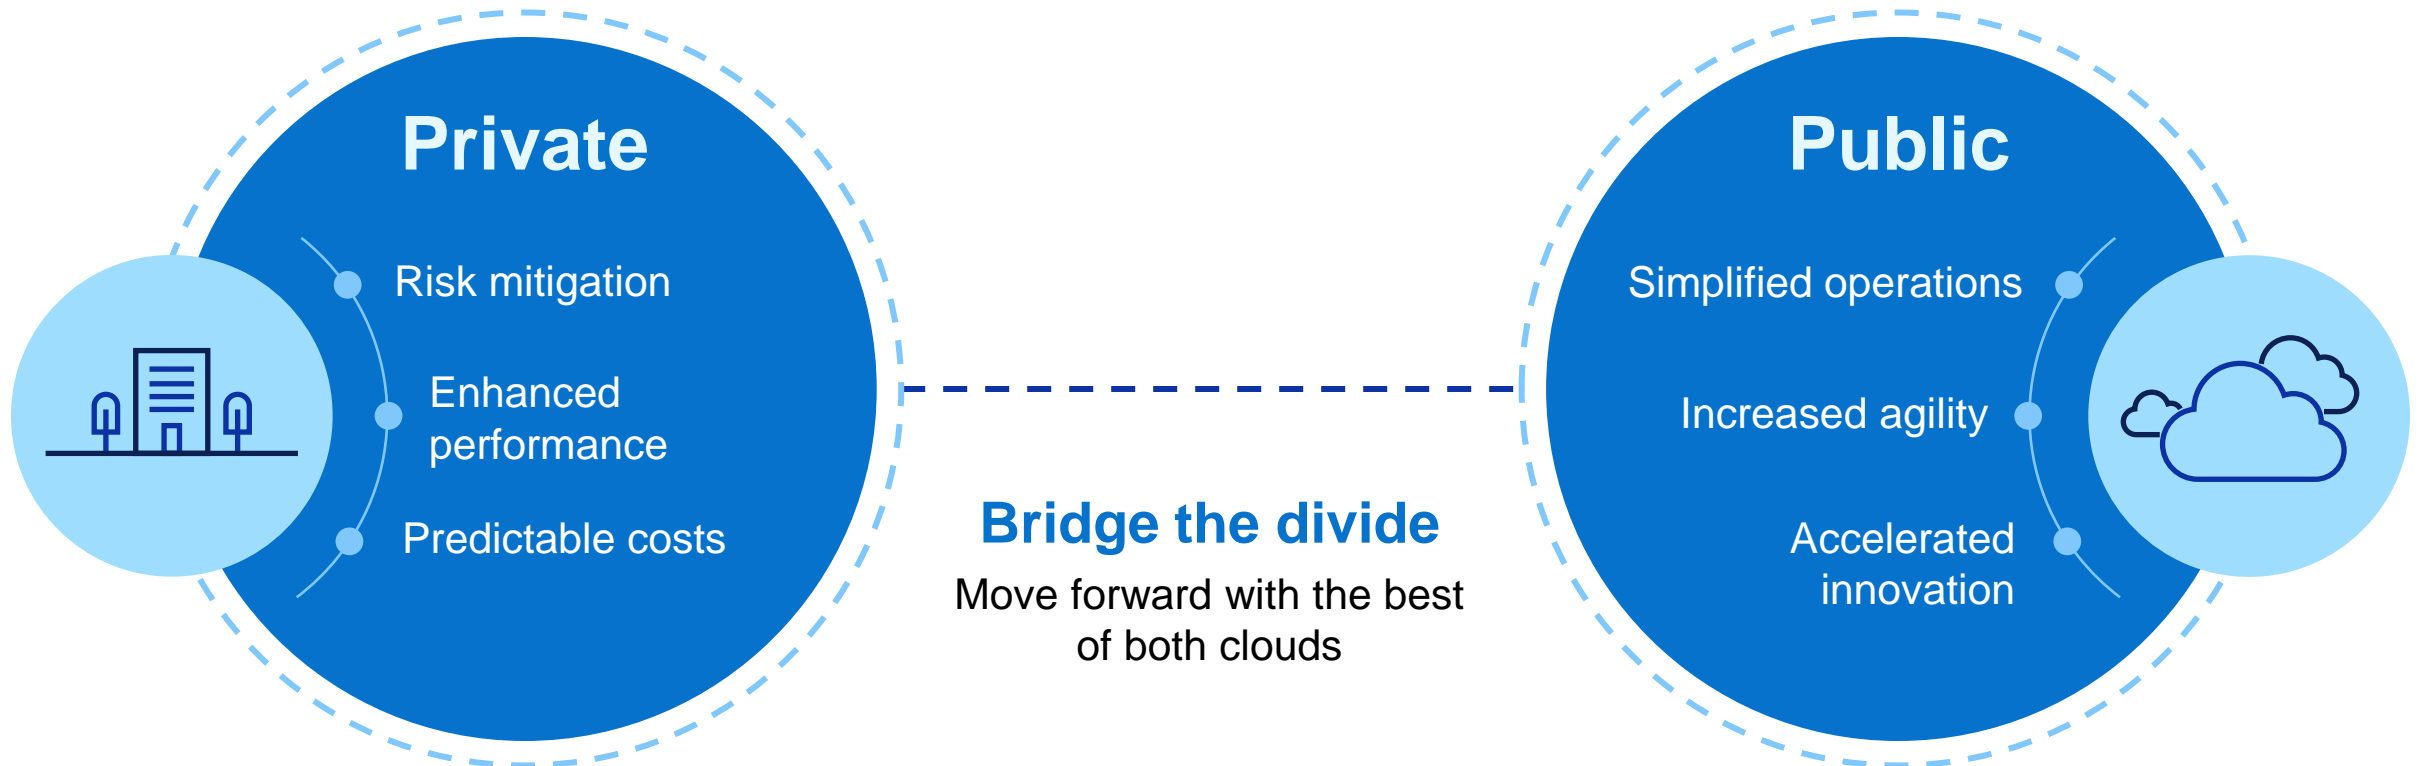 Private
Risk mitigation
Enhanced
performance
Predictable costs
Bridge the divide
Move forward with the best
of both clouds
Public
Simplified operations
Increased agility
Accelerated
innovation